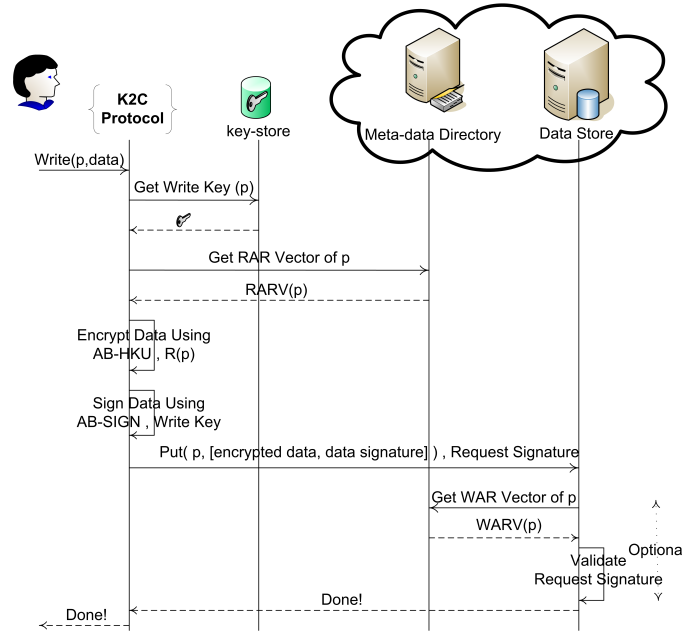 K2C
Protocol
key-store
Meta-data Directory
Data Store
Write(p,data)
Get Write Key (p)
Get RAR Vector of p
RARV(p)
Encrypt Data Using
AB-HKU , R(p)
Sign Data Using
AB-SIGN , Write Key
Put( p, [encrypted data, data signature] ) , Request Signature
Get WAR Vector of p
WARV(p)
Optiona
Validate
Request Signature
Done!
Done!